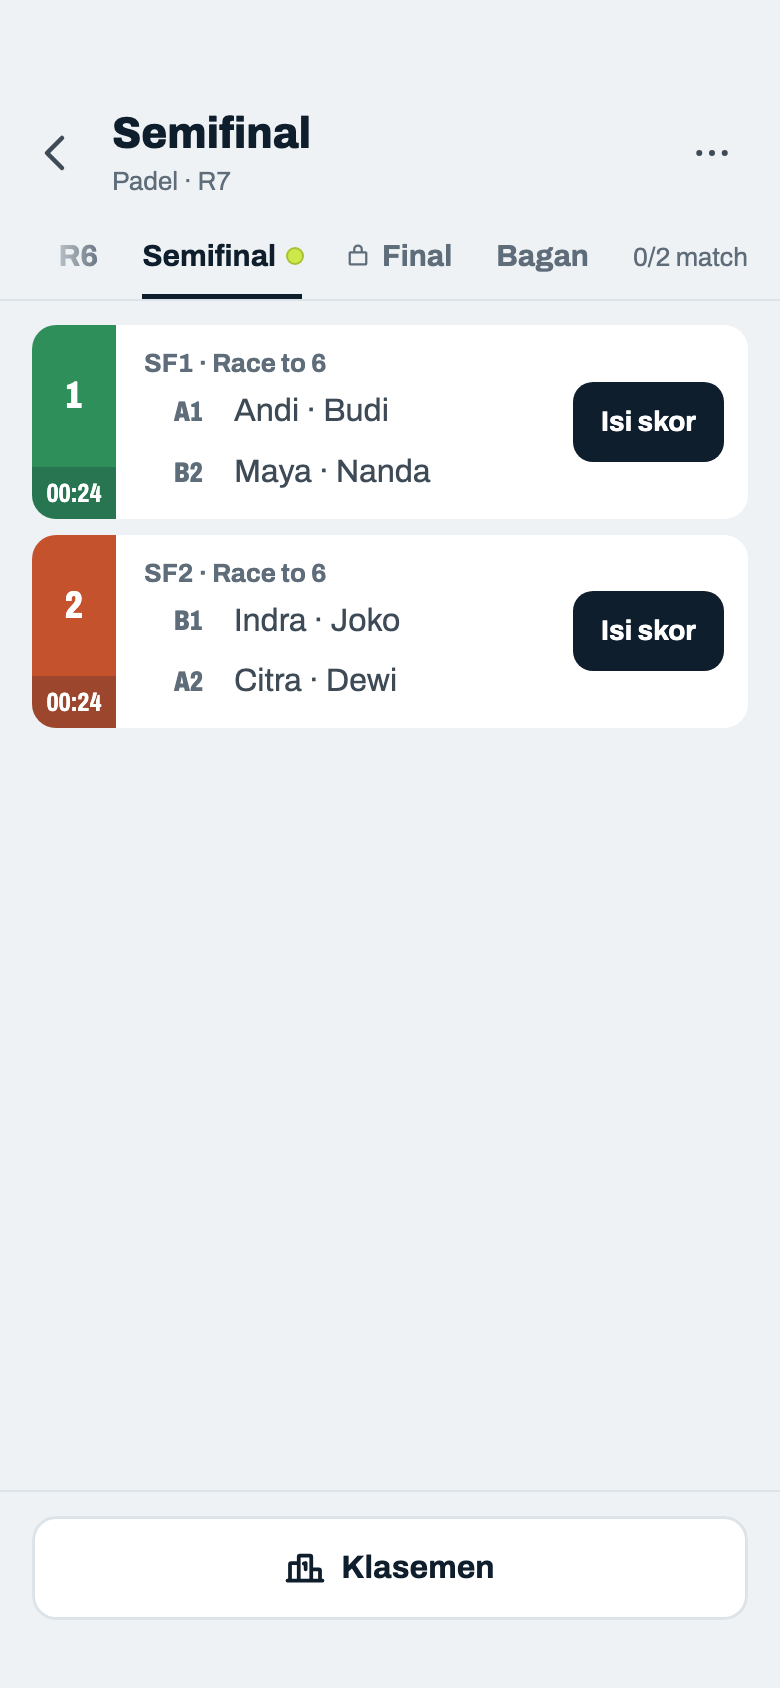 Semifinal
Padel · R7
R6 Semifinal Final Bagan 0/2 match
1
00:24
SF1 · Race to 6
A1 Andi · Budi
B2 Maya · Nanda
Isi skor
2
00:24
SF2 · Race to 6
B1 Indra · Joko
A2 Citra · Dewi
Isi skor
Klasemen